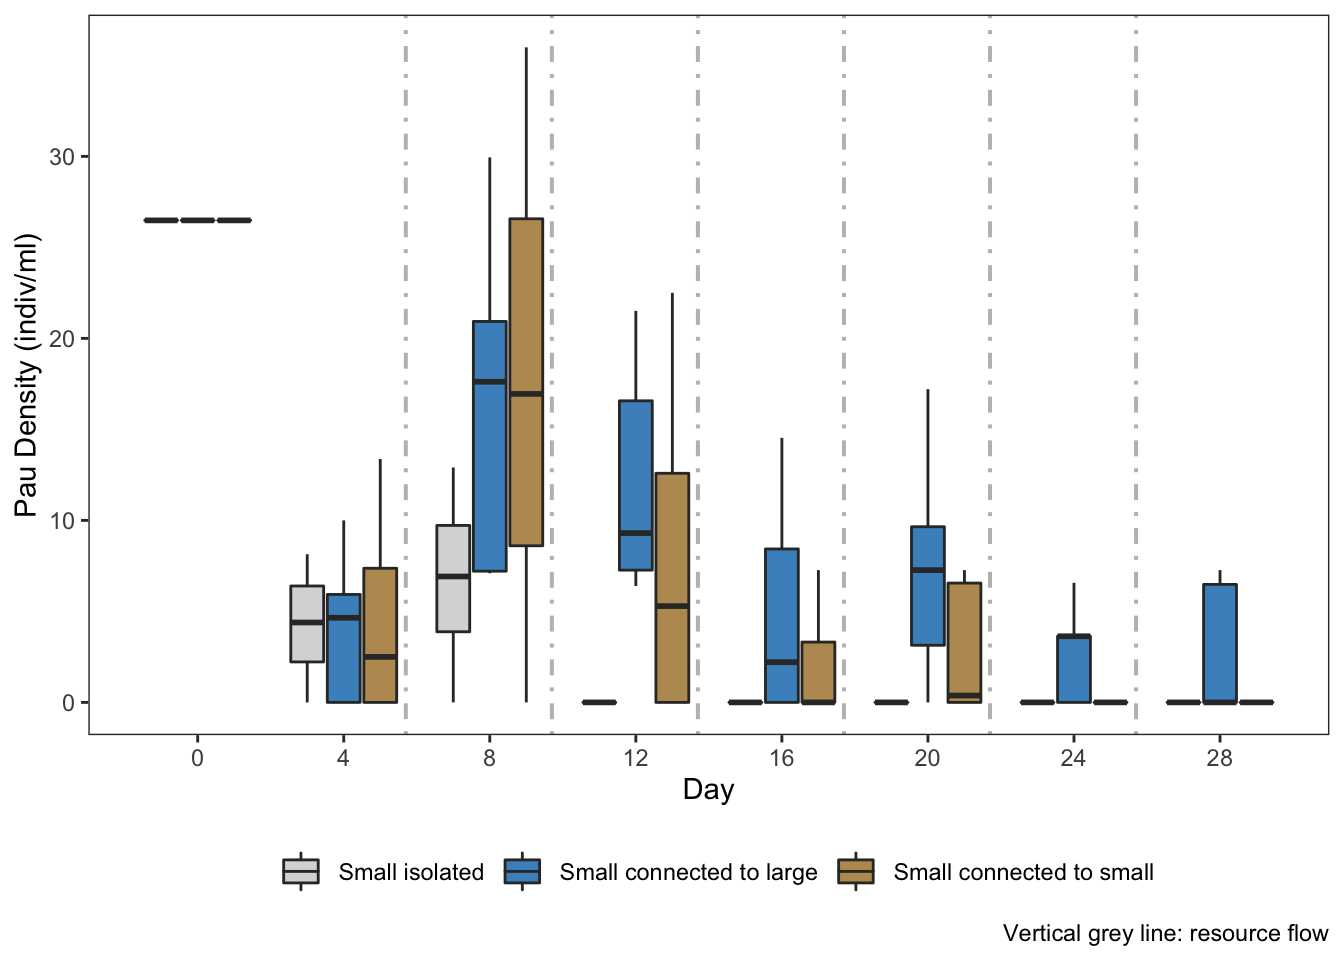 Pau Density (indiv/ml)
30
20
10
0
0 4 8 12 16 20 24 28
Day
Small isolated Small connected to large Small connected to small
Vertical grey line: resource flow